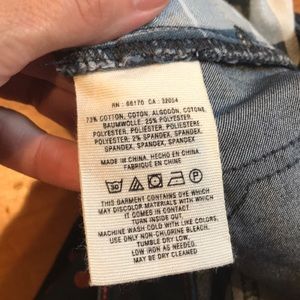 RN : 66170 CA : 32054
73% COTTON, COTON, ALGODÓN, COTONE,
BAUMWOLLE; 25% POLYESTER,
POLYESTER, POLIÉSTER, POLIESTERE,
POLYESTER; 2% SPANDEX, SPANDEX,
SPANDEX, SPANDEX, SPANDEX
MADE IN CHINA, HECHO EN CHINA,
FABRIQUÉ EN CHINE
THIS GARMENT CONTAINS DYE WHICH
MAY DISCOLOR MATERIALS WITH WHICH
IT COMES IN CONTACT
TURN INSIDE OUT
MACHINE WASH COLD WITH LIKE COLORS,
USE ONLY NON-CHLORINE BLEACH,
TUMBLE DRY LOW,
LOW IRON AS NEEDED,
MAY BE DRY CLEANED